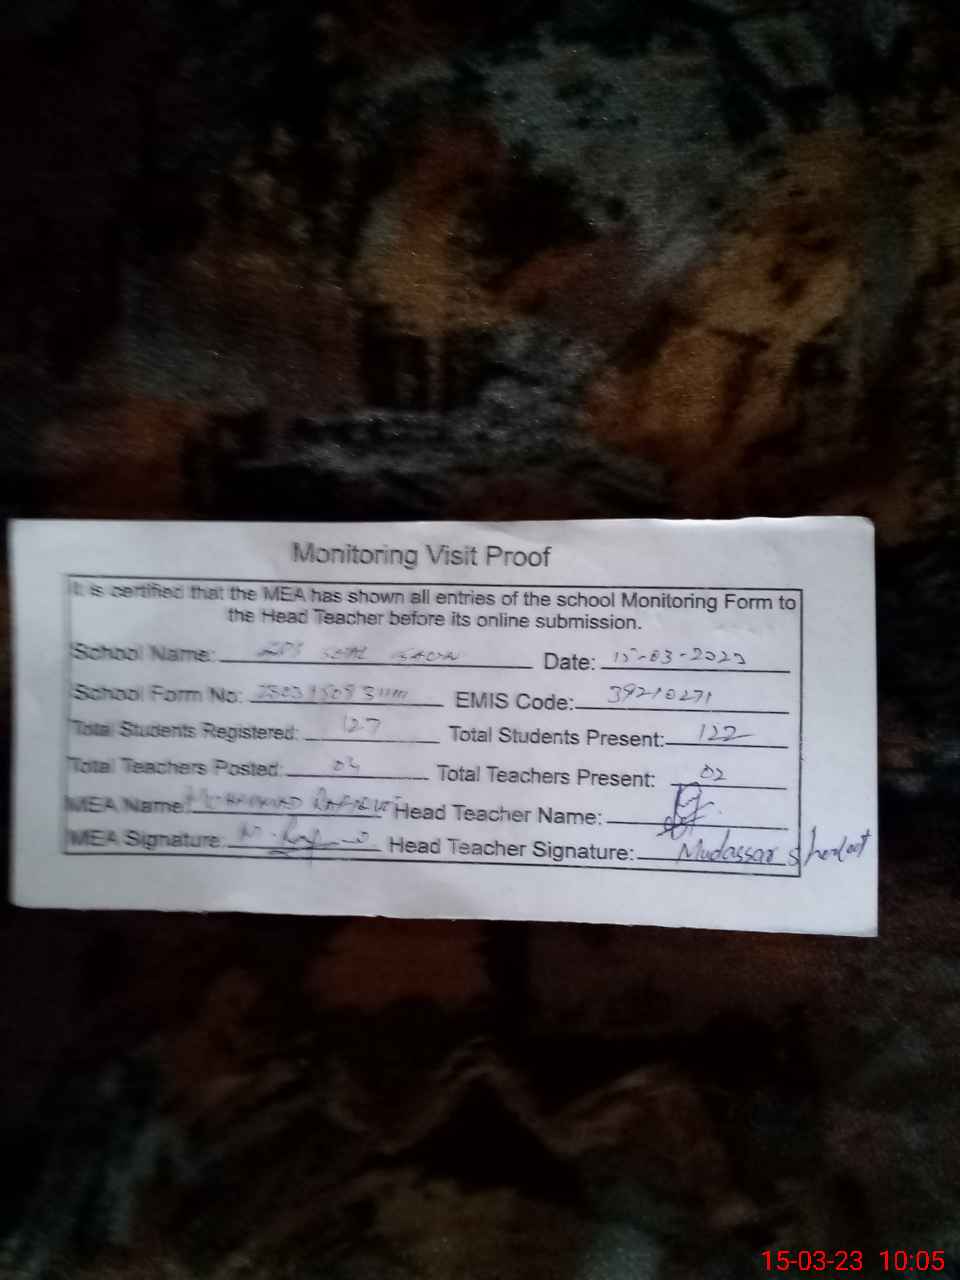 Monitoring Visit Proof
It is certified that the MEA has shown all entries of the school Monitoring Form to
the Head Teacher before its online submission.
School Name: Date: 15-03-2023
School Form No: EMIS Code: 39210271
Total Students Registered: 127 Total Students Present: 122
Total Teachers Posted: Total Teachers Present: 02
MEA Name: Head Teacher Name:
MEA Signature: Head Teacher Signature: Mudassar
15-03-23 10:05